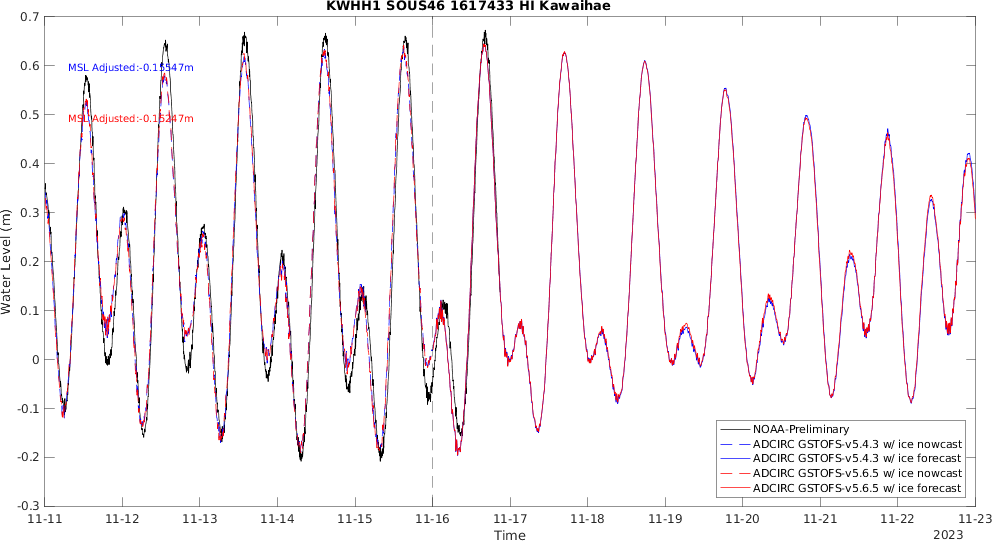 KWHH1 SOUS46 1617433 HI Kawaihae
0.7
0.6
0.5
0.4
0.3
0.2
0.1
0
-0.1
-0.2
-0.3
Water Level (m)
MSL Adjusted:-0.15547m
MSL Adjusted:-0.15247m
NOAA-Preliminary
ADCIRC GSTOFS-v5.4.3 w/ ice nowcast
ADCIRC GSTOFS-v5.4.3 w/ ice forecast
ADCIRC GSTOFS-v5.6.5 w/ ice nowcast
ADCIRC GSTOFS-v5.6.5 w/ ice forecast
11-11 11-12 11-13 11-14 11-15 11-16 11-17 11-18 11-19 11-20 11-21 11-22 11-23
Time
2023